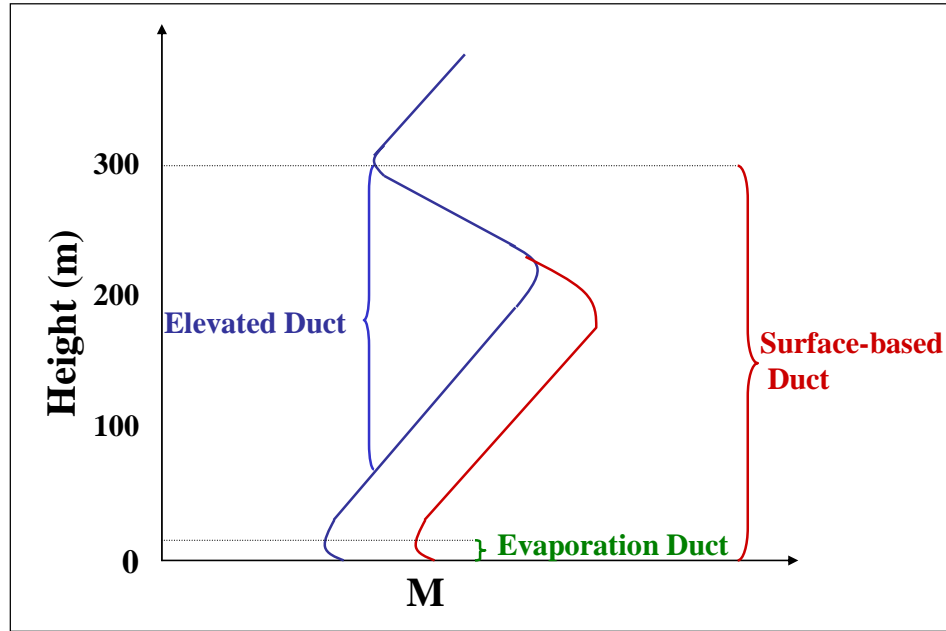 300
200
100
0
Height (m)
Elevated Duct
Surface-based
Duct
Evaporation Duct
M